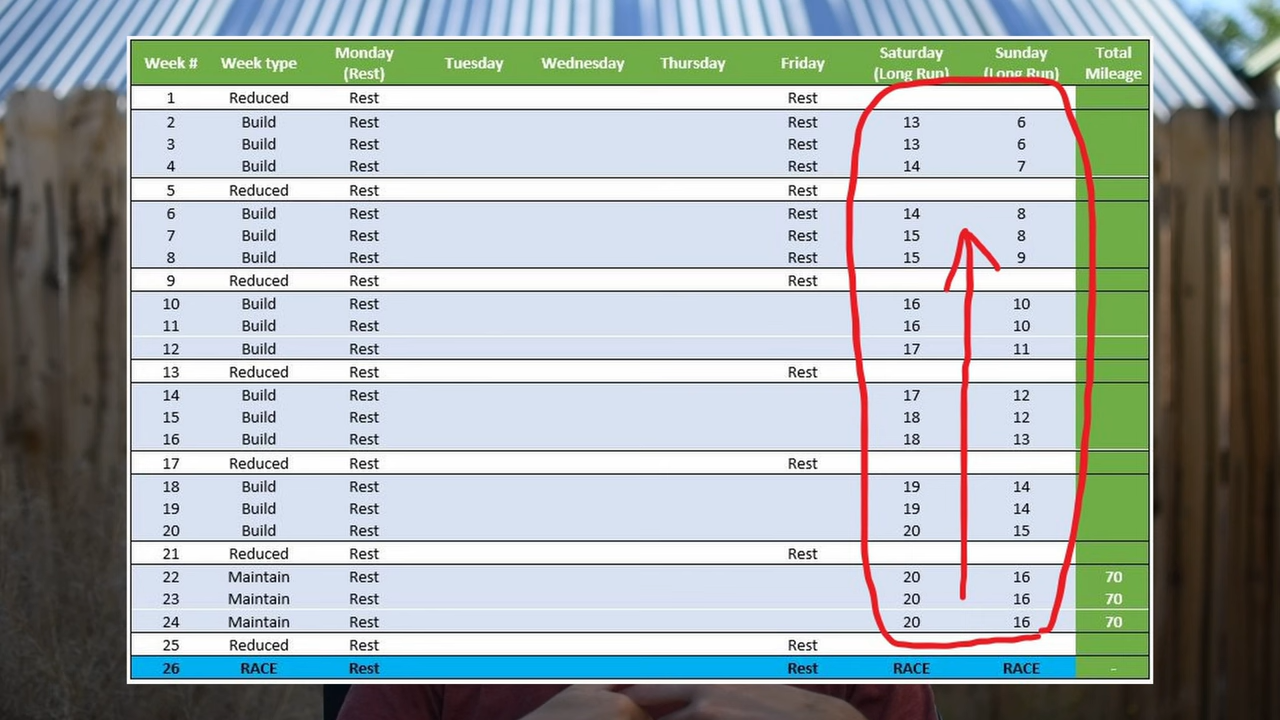 Week # Week type Monday (Rest) Tuesday Wednesday Thursday Friday Saturday (Long Run) Sunday (Long Run) Total Mileage
1 Reduced Rest Rest
2 Build Rest Rest 13 6
3 Build Rest Rest 13 6
4 Build Rest Rest 14 7
5 Reduced Rest Rest
6 Build Rest Rest 14 8
7 Build Rest Rest 15 8
8 Build Rest Rest 15 9
9 Reduced Rest Rest
10 Build Rest 16 10
11 Build Rest 16 10
12 Build Rest 17 11
13 Reduced Rest Rest
14 Build Rest 17 12
15 Build Rest 18 12
16 Build Rest 18 13
17 Reduced Rest Rest
18 Build Rest 19 14
19 Build Rest 19 14
20 Build Rest 20 15
21 Reduced Rest Rest
22 Maintain Rest 20 16 70
23 Maintain Rest 20 16 70
24 Maintain Rest 20 16 70
25 Reduced Rest Rest
26 RACE Rest Rest RACE RACE -